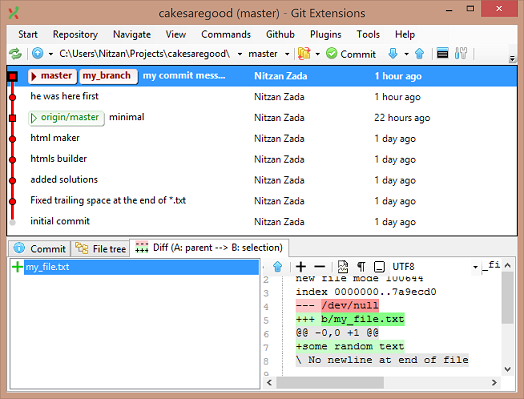 cakesaregood (master) - Git Extensions
Start Repository Navigate View Commands Github Plugins Tools Help
C:\Users\Nitzan\Projects\cakesaregood\ master Commit
master my_branch my commit mess... Nitzan Zada 1 hour ago
he was here first Nitzan Zada 1 hour ago
origin/master minimal Nitzan Zada 22 hours ago
html maker Nitzan Zada 1 day ago
htmls builder Nitzan Zada 1 day ago
added solutions Nitzan Zada 1 day ago
Fixed trailing space at the end of *.txt Nitzan Zada 1 day ago
initial commit Nitzan Zada 1 day ago
Commit File tree Diff (A: parent --> B: selection)
my_file.txt
UTF8 _fi
2 new file mode 100644
3 index 0000000..7a9ecd0
4 --- /dev/null
5 +++ b/my_file.txt
6 @@ -0,0 +1 @@
7 +some random text
8 \ No newline at end of file